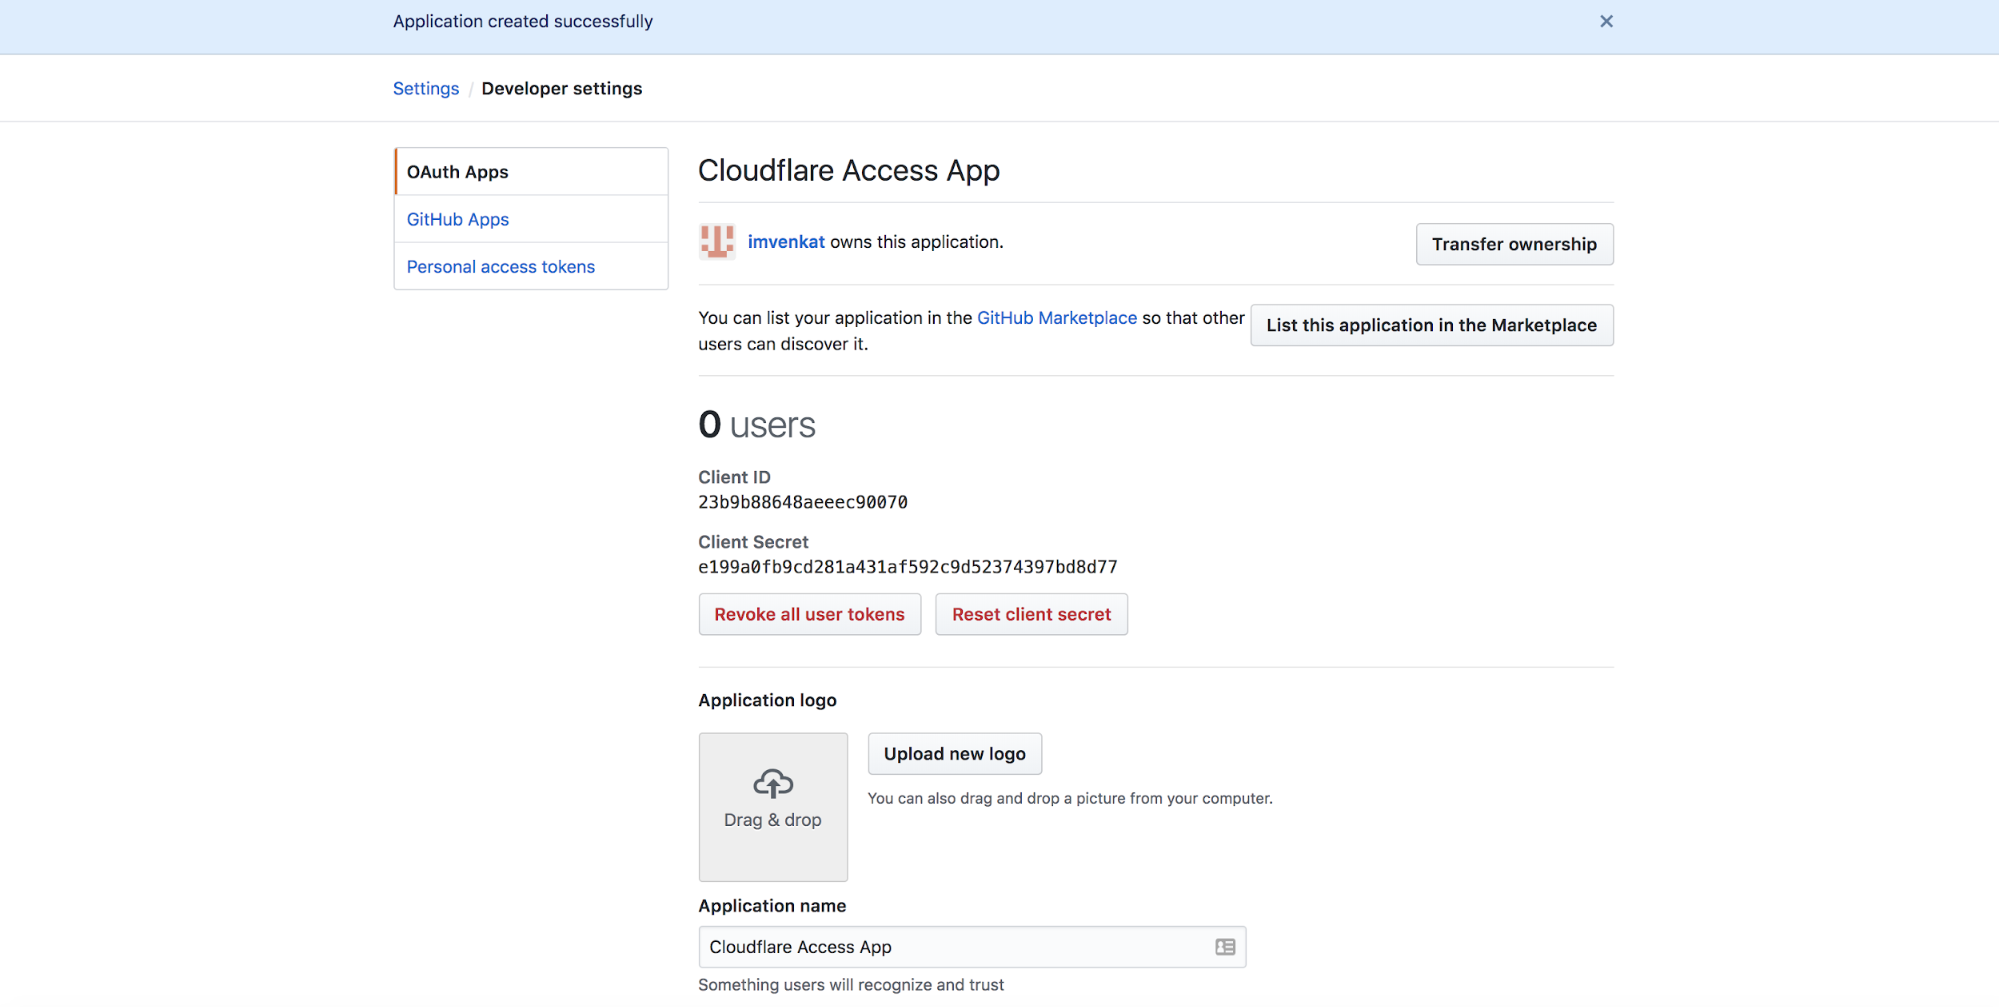 Application created successfully
Settings / Developer settings
OAuth Apps
GitHub Apps
Personal access tokens
Cloudflare Access App
imvenkat owns this application.
Transfer ownership
You can list your application in the GitHub Marketplace so that other
users can discover it.
List this application in the Marketplace
0 users
Client ID
23b9b88648aeeec90070
Client Secret
e199a0fb9cd281a431af592c9d52374397bd8d77
Revoke all user tokens
Reset client secret
Application logo
Drag & drop
Upload new logo
You can also drag and drop a picture from your computer.
Application name
Cloudflare Access App
Something users will recognize and trust